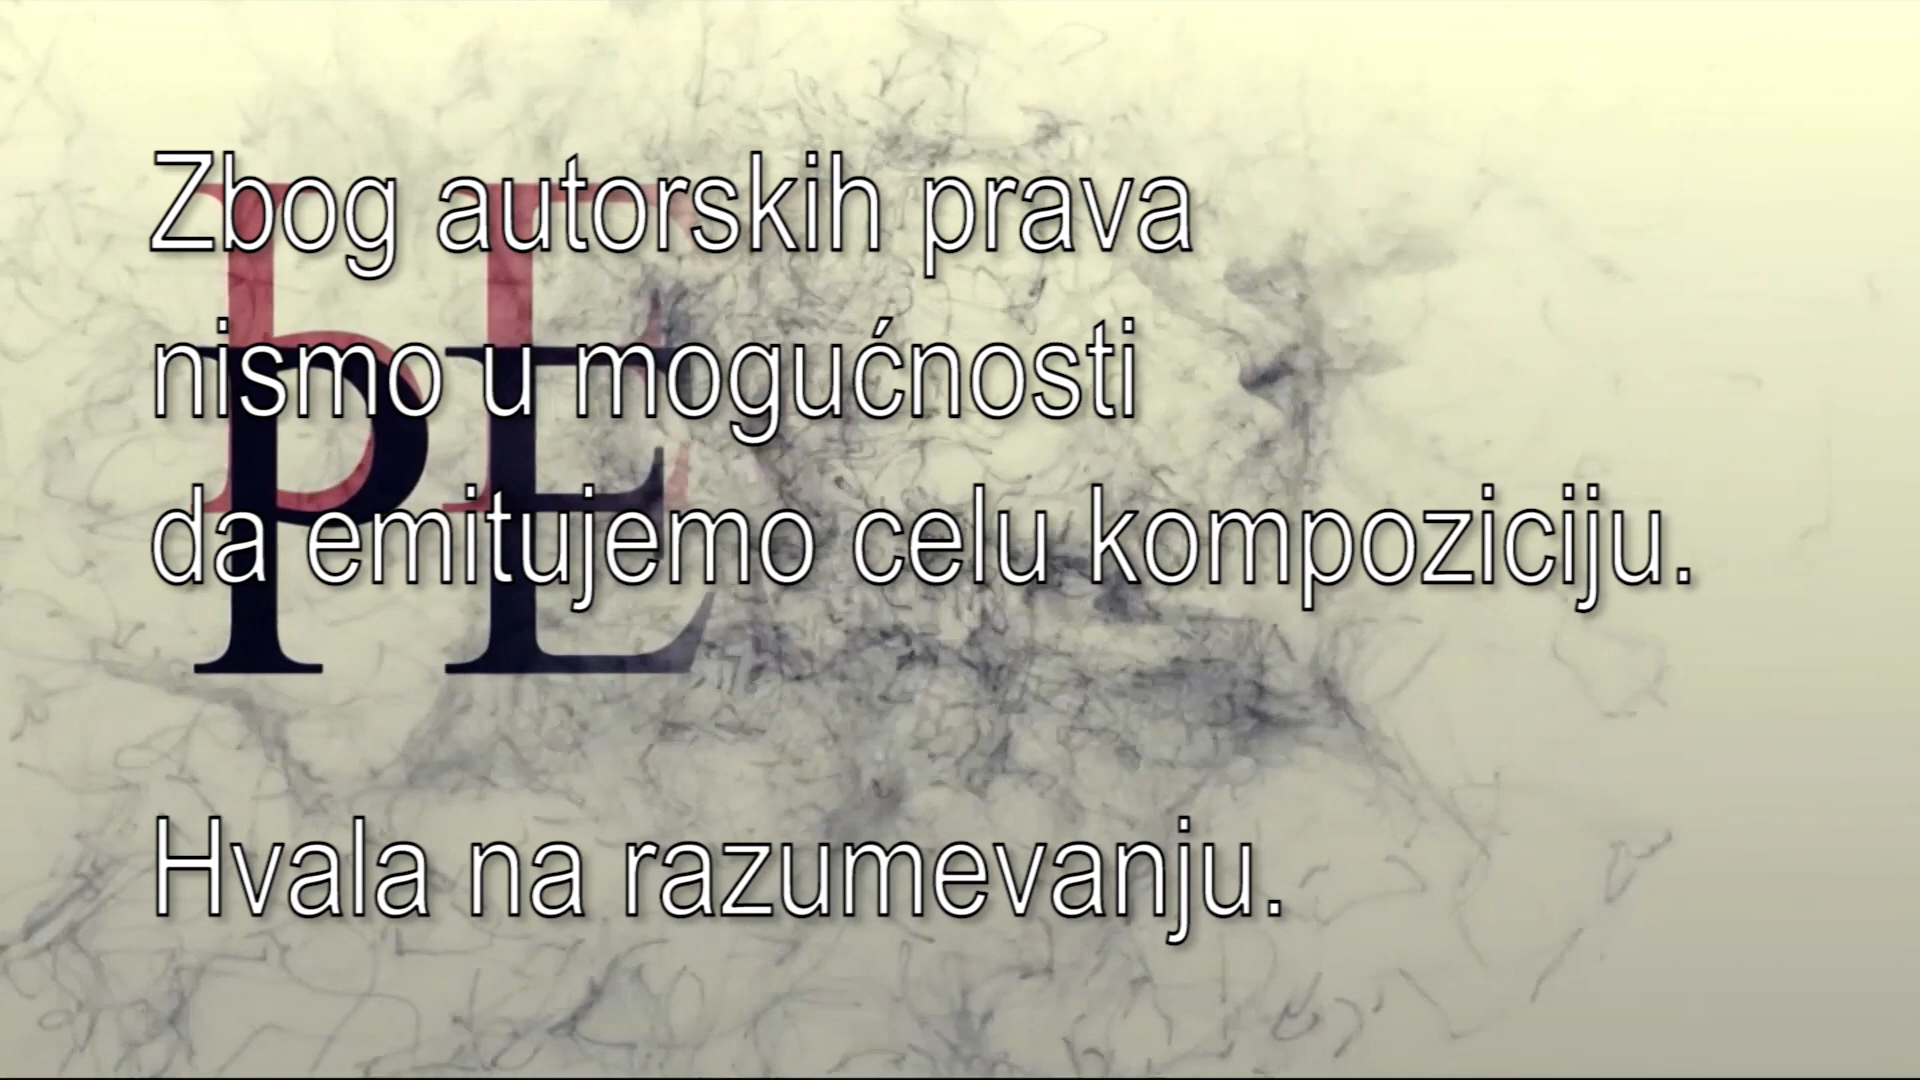 Zbog autorskih prava
nismo u mogućnosti
da emitujemo celu kompoziciju.
Hvala na razumevanju.